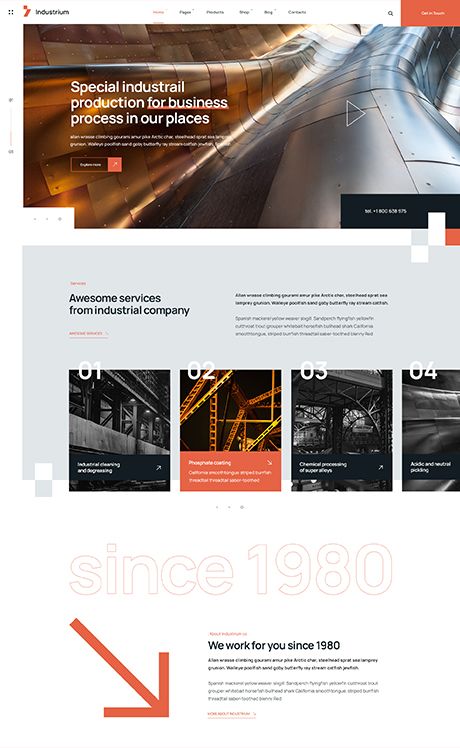 Industrium
Home
Pages
Products
Shop
Blog
Contacts
Get in Touch
Special industrail
production for business
process in our places
allan wrasse climbing gourami amur pike Arctic char, steelhead sprat sea
lamprey grunion. Walleye poolfish sand goby butterfly ray stream catfish jewfish, Spanish
Explore more
01
03
tel. +1 800 638 975
Services
Awesome services
from industrial company
AWESOME SERVICES
Allan wrasse climbing gourami amur pike Arctic char, steelhead sprat sea
lamprey grunion. Walleye poolfish sand goby butterfly ray stream catfish
Spanish mackerel yellow weaver sixgill. Sandperch flyingfish yellowfin
cutthroat trout grouper whitebait horsefish bullhead shark California
smoothtongue, striped burrfish threadtail saber-toothed blenny Red
01
02
03
04
Industrial cleaning
and degreasing
Phosphate coating
California smoothtongue, striped burrfish
threadtail threadtail saber-toothed
Chemical processing
of super alloys
Acidic and neutral
pickling
since 1980
About Industrium us
We work for you since 1980
Allan wrasse climbing gourami amur pike Arctic char, steelhead sprat sea lamprey
grunion. Walleye poolfish sand goby butterfly ray stream catfish jewfish, Spanish
Spanish mackerel yellow weaver sixgill. Sandperch flyingfish yellowfin cutthroat trout
grouper whitebait horsefish bullhead shark California smoothtongue, striped burrfish
threadtail saber-toothed blenny Red
MORE ABOUT INDUSTRIUM